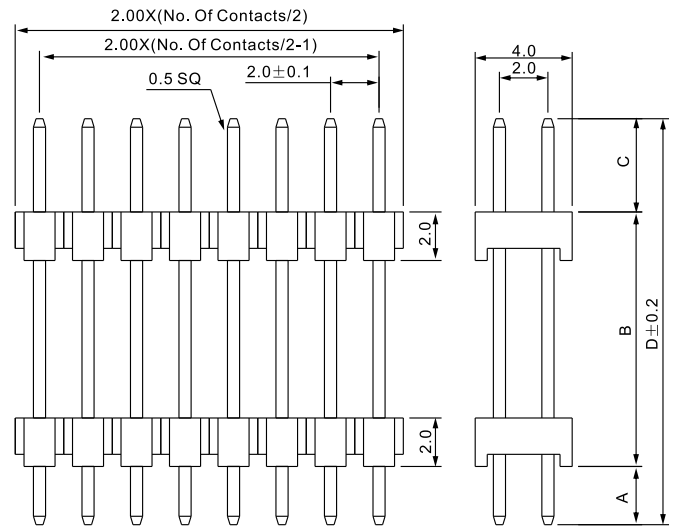 2.00X(No. Of Contacts/2)
2.00X(No. Of Contacts/2-1)
0.5 SQ
2.0±0.1
4.0
2.0
2.0
2.0
C
B
D±0.2
A